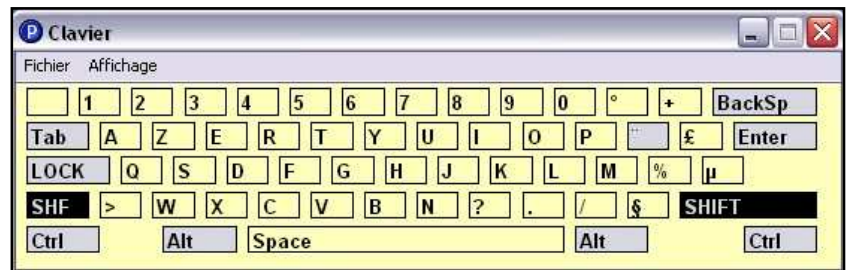 P Clavier
Fichier Affichage
1 2 3 4 5 6 7 8 9 0 ° + BackSp
Tab A Z E R T Y U I O P ¨ £ Enter
LOCK Q S D F G H J K L M % µ
SHF > W X C V B N ? . / § SHIFT
Ctrl Alt Space Alt Ctrl